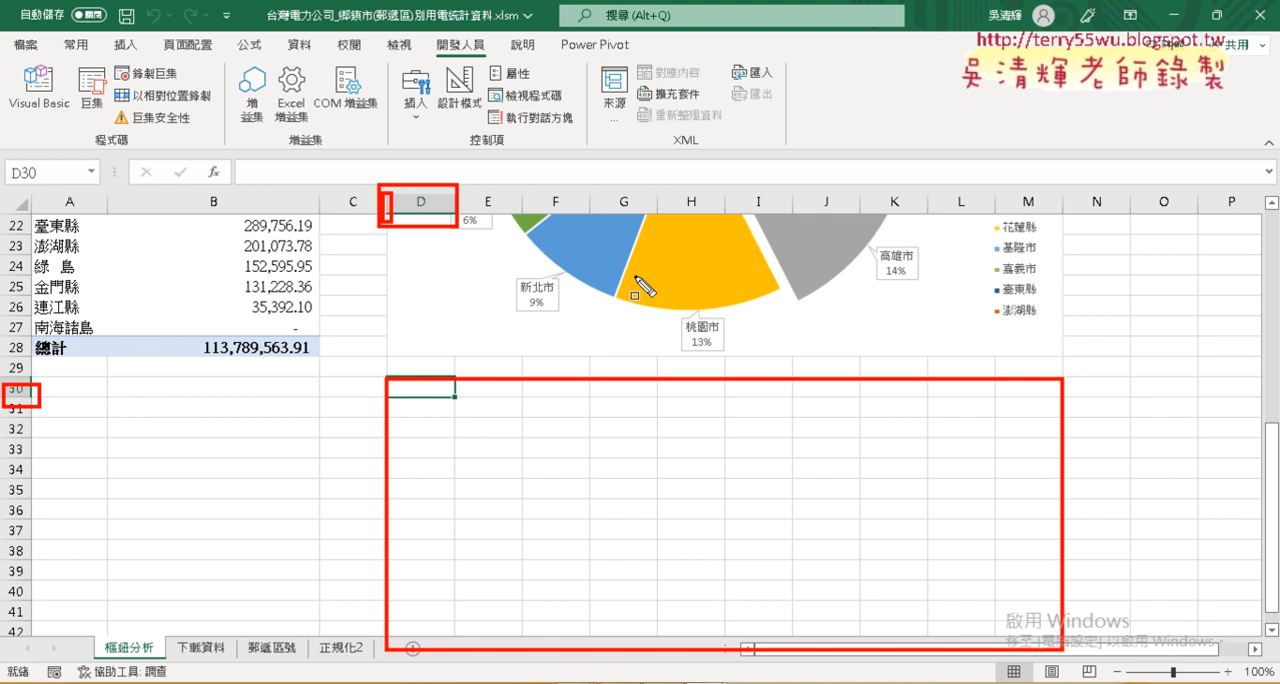 自動儲存 關閉 台灣電力公司_鄉鎮市(郵遞區)別用電統計資料.xlsm 搜尋 (Alt+Q) 吳清輝
檔案 常用 插入 頁面配置 公式 資料 校閱 檢視 開發人員 說明 Power Pivot 共用
http://terry55wu.blogspot.tw
吳清輝老師錄製
Visual Basic 巨集 錄製巨集 以相對位置錄製 巨集安全性
增益集 Excel 增益集 COM 增益集
插入 設計模式 屬性 檢視程式碼 執行對話方塊
來源... 對應內容 擴充套件 重新整理資料 匯入 匯出
程式碼 增益集 控制項 XML
D30 fx
A B C D E F G H I J K L M N O P
22 臺東縣 289,756.19
23 澎湖縣 201,073.78
24 綠 島 152,595.95
25 金門縣 131,228.36
26 連江縣 35,392.10
27 南海諸島 -
28 總計 113,789,563.91
29
30
31
32
33
34
35
36
37
38
39
40
41
42
6%
新北市
9%
桃園市
13%
高雄市
14%
花蓮縣
基隆市
嘉義市
臺東縣
澎湖縣
啟用 Windows
移至 [電腦設定] 以啟用 Windows。
樞紐分析 下載資料 郵遞區號 正規化2
就緒 協助工具: 調查 100%